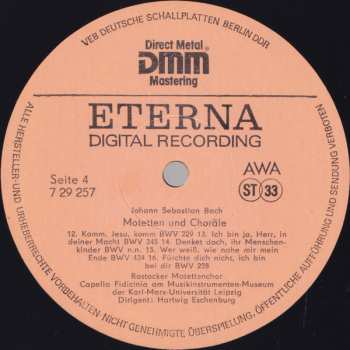 VEB DEUTSCHE SCHALLPLATTEN BERLIN DDR
Direct Metal
DMM
Mastering
ETERNA
DIGITAL RECORDING
Seite 4
7 29 257
AWA
ST 33
Johann Sebastian Bach
Motetten und Choräle
12. Komm, Jesu, komm BWV 229 13. Ich bin ja, Herr, in
deiner Macht BWV 345 14. Denket doch, ihr Menschen-
kinder BWV n.n. 15. Wer weiß, wie nahe mir mein
Ende BWV 434 16. Fürchte dich nicht, ich bin
bei dir BWV 228
Rostocker Motettenchor
Capella Fidicinia am Musikinstrumenten-Museum
der Karl-Marx-Universität Leipzig
Dirigent: Hartwig Eschenburg
ALLE HERSTELLER- UND URHEBERRECHTE VORBEHALTEN NICHT GENEHMIGTE ÜBERSPIELUNG, ÖFFENTLICHE AUFFÜHRUNG UND SENDUNG VERBOTEN